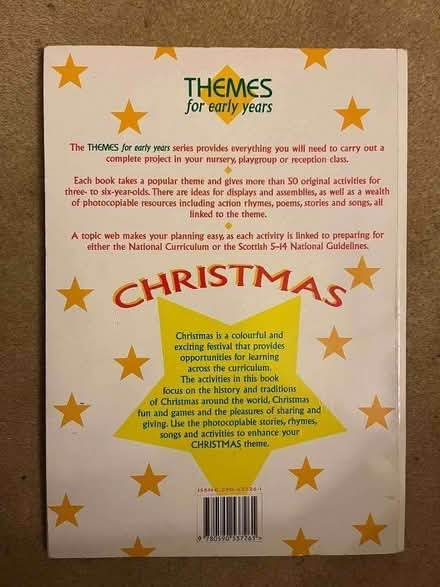 THEMES
for early years
The THEMES for early years series provides everything you will need to carry out a
complete project in your nursery, playgroup or reception class.
Each book takes a popular theme and gives more than 50 original activities for
three- to six-year-olds. There are ideas for displays and assemblies, as well as a wealth
of photocopiable resources including action rhymes, poems, stories and songs, all
linked to the theme.
A topic web makes your planning easy, as each activity is linked to preparing for
either the National Curriculum or the Scottish 5–14 National Guidelines.
CHRISTMAS
Christmas is a colourful and
exciting festival that provides
opportunities for learning
across the curriculum.
The activities in this book
focus on the history and traditions
of Christmas around the world, Christmas
fun and games and the pleasures of sharing and
giving. Use the photocopiable stories, rhymes,
songs and activities to enhance your
CHRISTMAS theme.